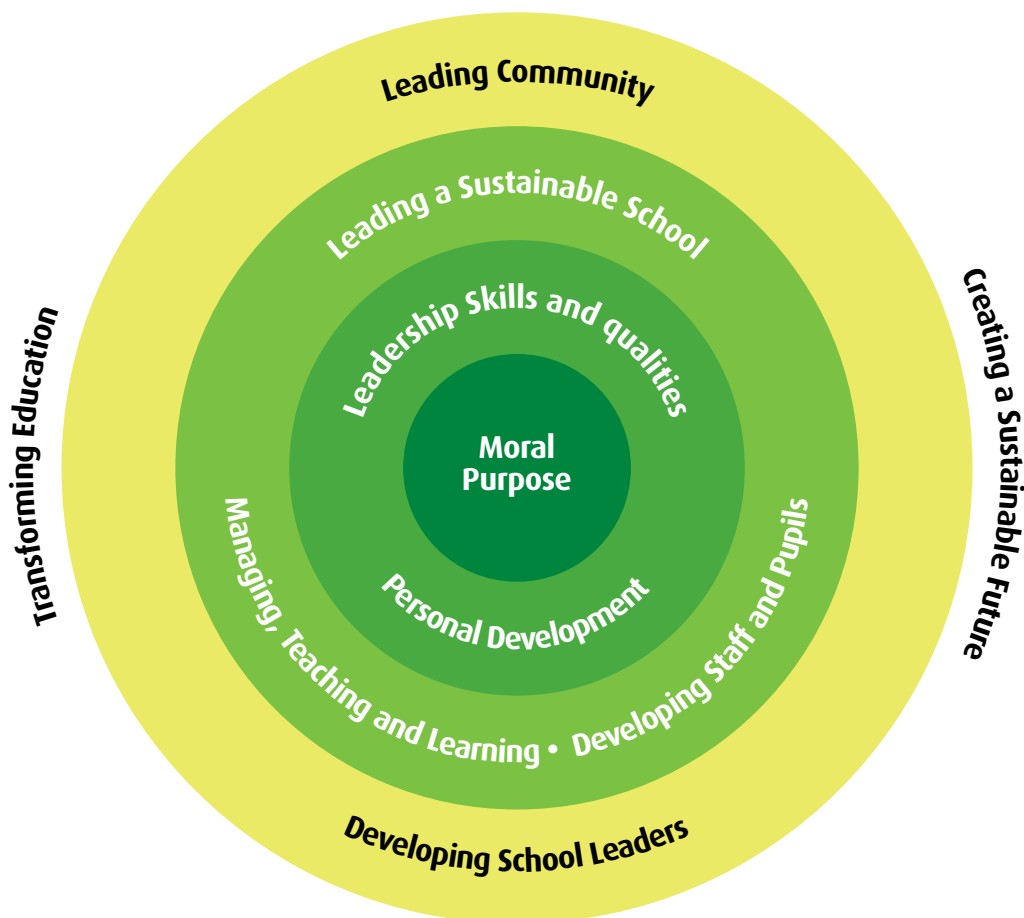 Leading Community
Leading a Sustainable School
Leadership Skills and qualities
Moral
Purpose
Personal Development
Managing, Teaching and Learning • Developing Staff and Pupils
Developing School Leaders
Transforming Education
Creating a Sustainable Future